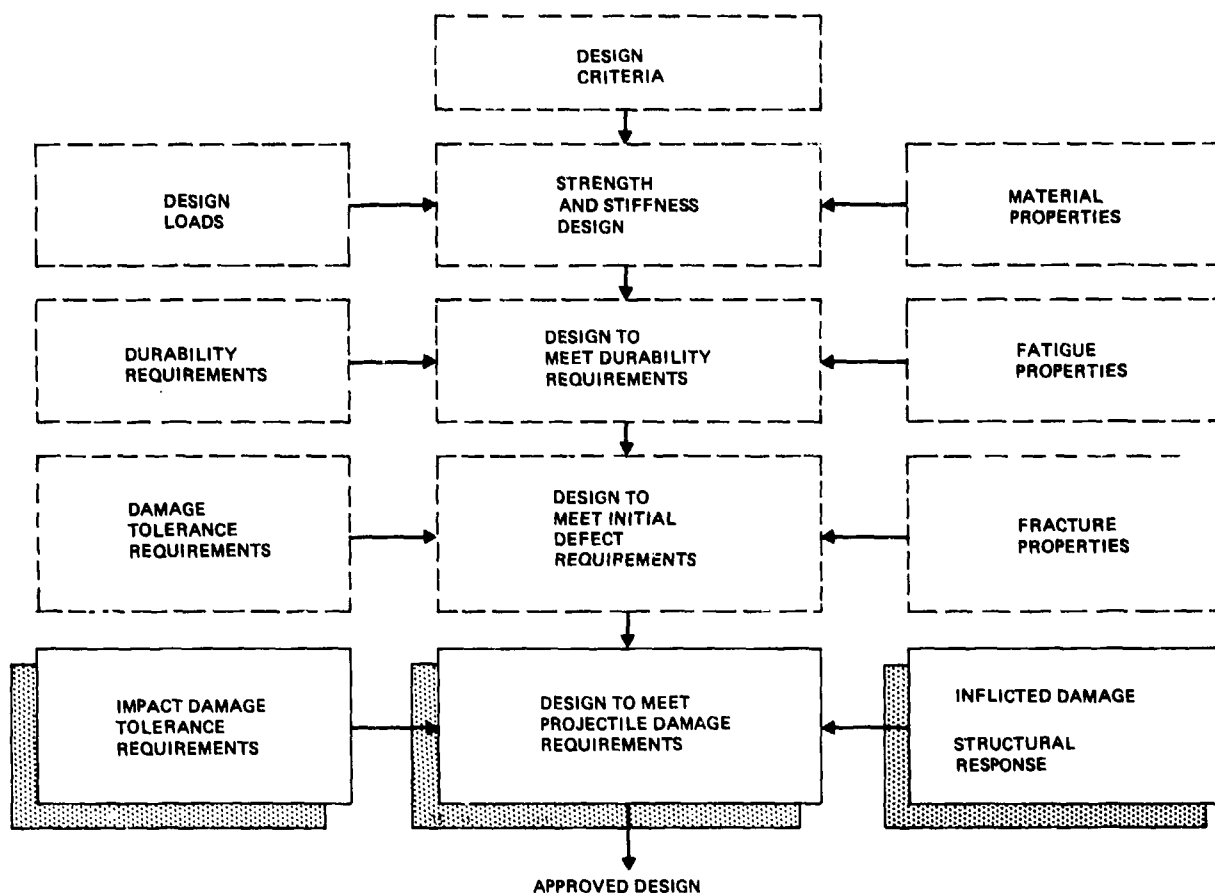 DESIGN
CRITERIA
DESIGN
LOADS
STRENGTH
AND STIFFNESS
DESIGN
MATERIAL
PROPERTIES
DURABILITY
REQUIREMENTS
DESIGN TO
MEET DURABILITY
REQUIREMENTS
FATIGUE
PROPERTIES
DAMAGE
TOLERANCE
REQUIREMENTS
DESIGN TO
MEET INITIAL
DEFECT
REQUIREMENTS
FRACTURE
PROPERTIES
IMPACT DAMAGE
TOLERANCE
REQUIREMENTS
DESIGN TO MEET
PROJECTILE DAMAGE
REQUIREMENTS
INFLICTED DAMAGE
STRUCTURAL
RESPONSE
APPROVED DESIGN